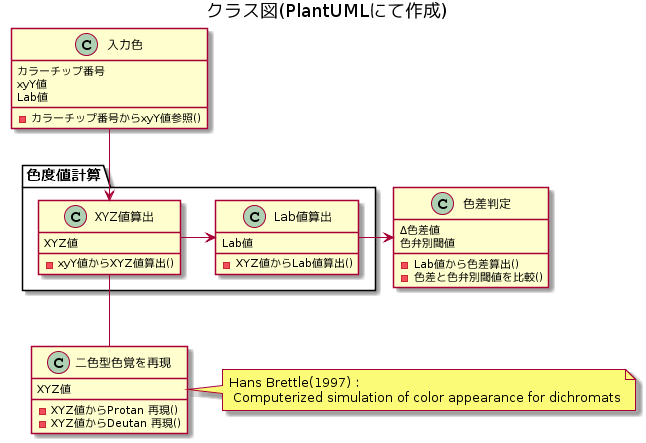 クラス図(PlantUMLにて作成)
C 入力色
カラーチップ番号
xyY値
Lab値
カラーチップ番号からxyY値参照()
色度値計算
C XYZ値算出
XYZ値
xyY値からXYZ値算出()
C Lab値算出
Lab値
XYZ値からLab値算出()
C 色差判定
Δ色差値
色弁別閾値
Lab値から色差算出()
色差と色弁別閾値を比較()
C 二色型色覚を再現
XYZ値
XYZ値からProtan 再現()
XYZ値からDeutan 再現()
Hans Brettle(1997) :
Computerized simulation of color appearance for dichromats